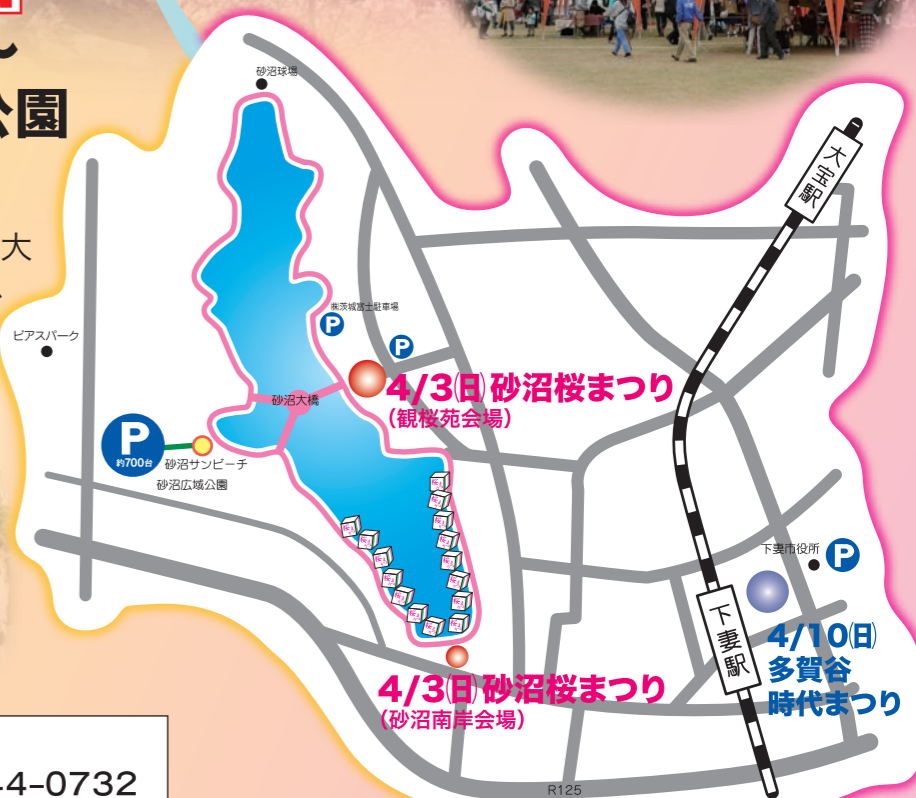 公園
大
砂沼球場
大宝駅
㈱茨城富士駐車場
P
P
ピアスパーク
4/3(日)砂沼桜まつり
(観桜苑会場)
砂沼大橋
P
約700台
砂沼サンビーチ
砂沼広域公園
下妻市役所
P
下妻駅
4/10(日)
多賀谷
時代まつり
4/3(日)砂沼桜まつり
(砂沼南岸会場)
4-0732
R125